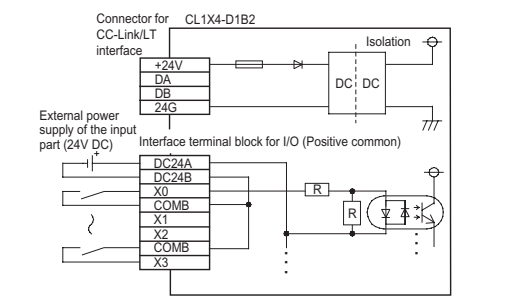 Connector for
CC-Link/LT
interface
CL1X4-D1B2
Isolation
+24V
DA
DB
24G
DC DC
External power
supply of the input
part (24V DC)
+
Interface terminal block for I/O (Positive common)
DC24A
DC24B
X0
COMB
X1
X2
COMB
X3
R
R